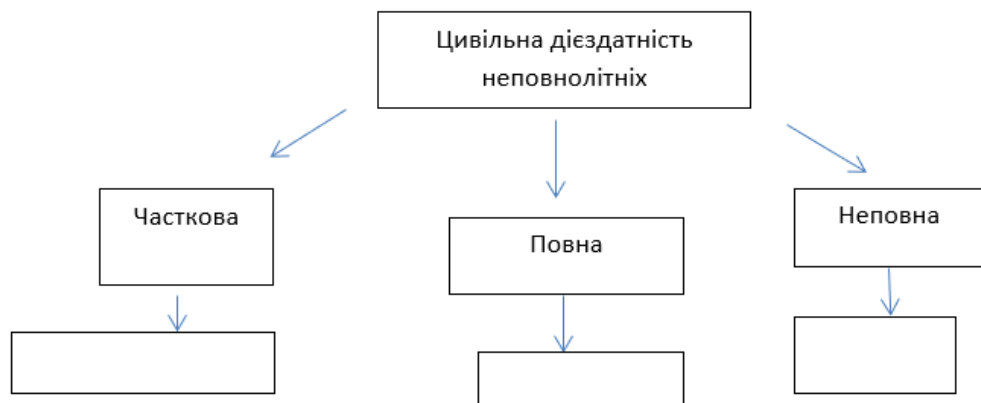 Цивільна дієздатність
неповнолітніх
Часткова
Повна
Неповна